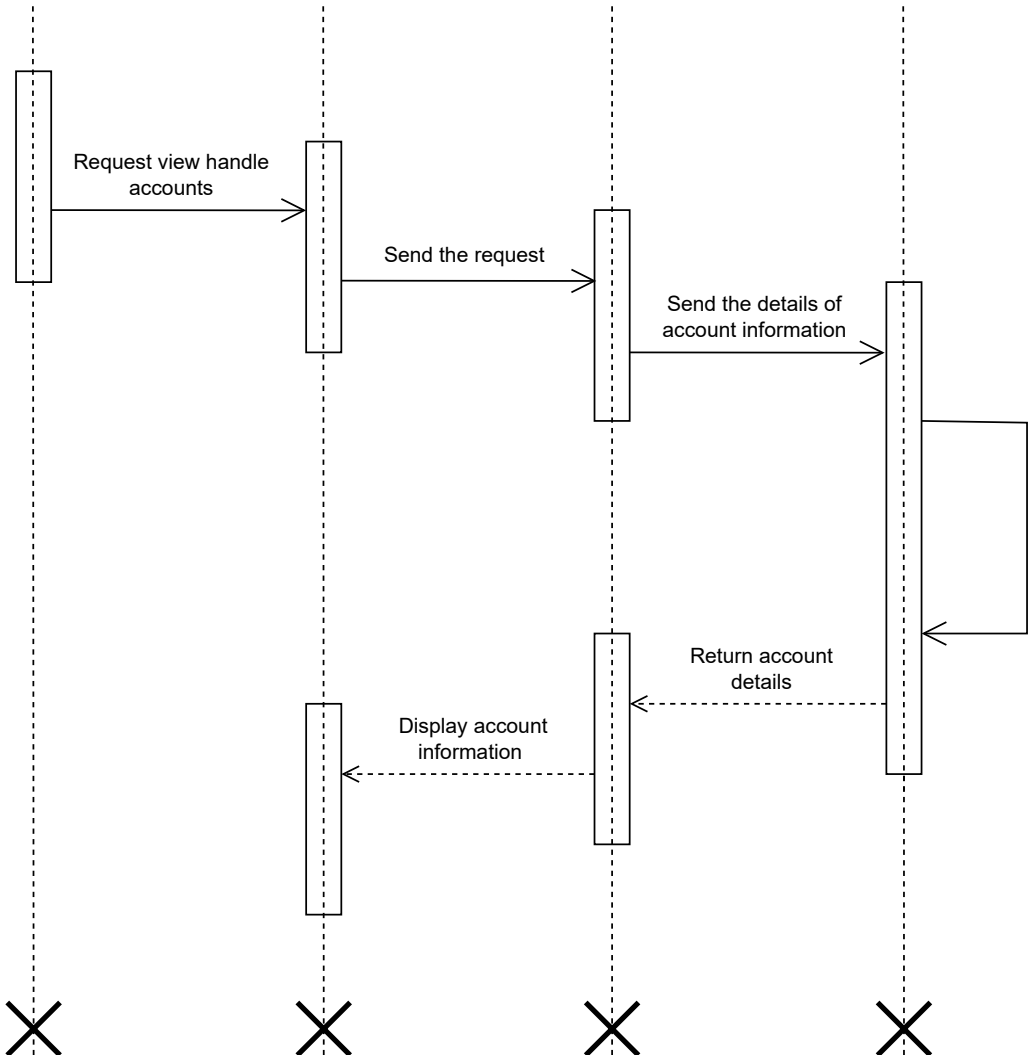 Request view handle
accounts
Send the request
Send the details of
account information
Return account
details
Display account
information